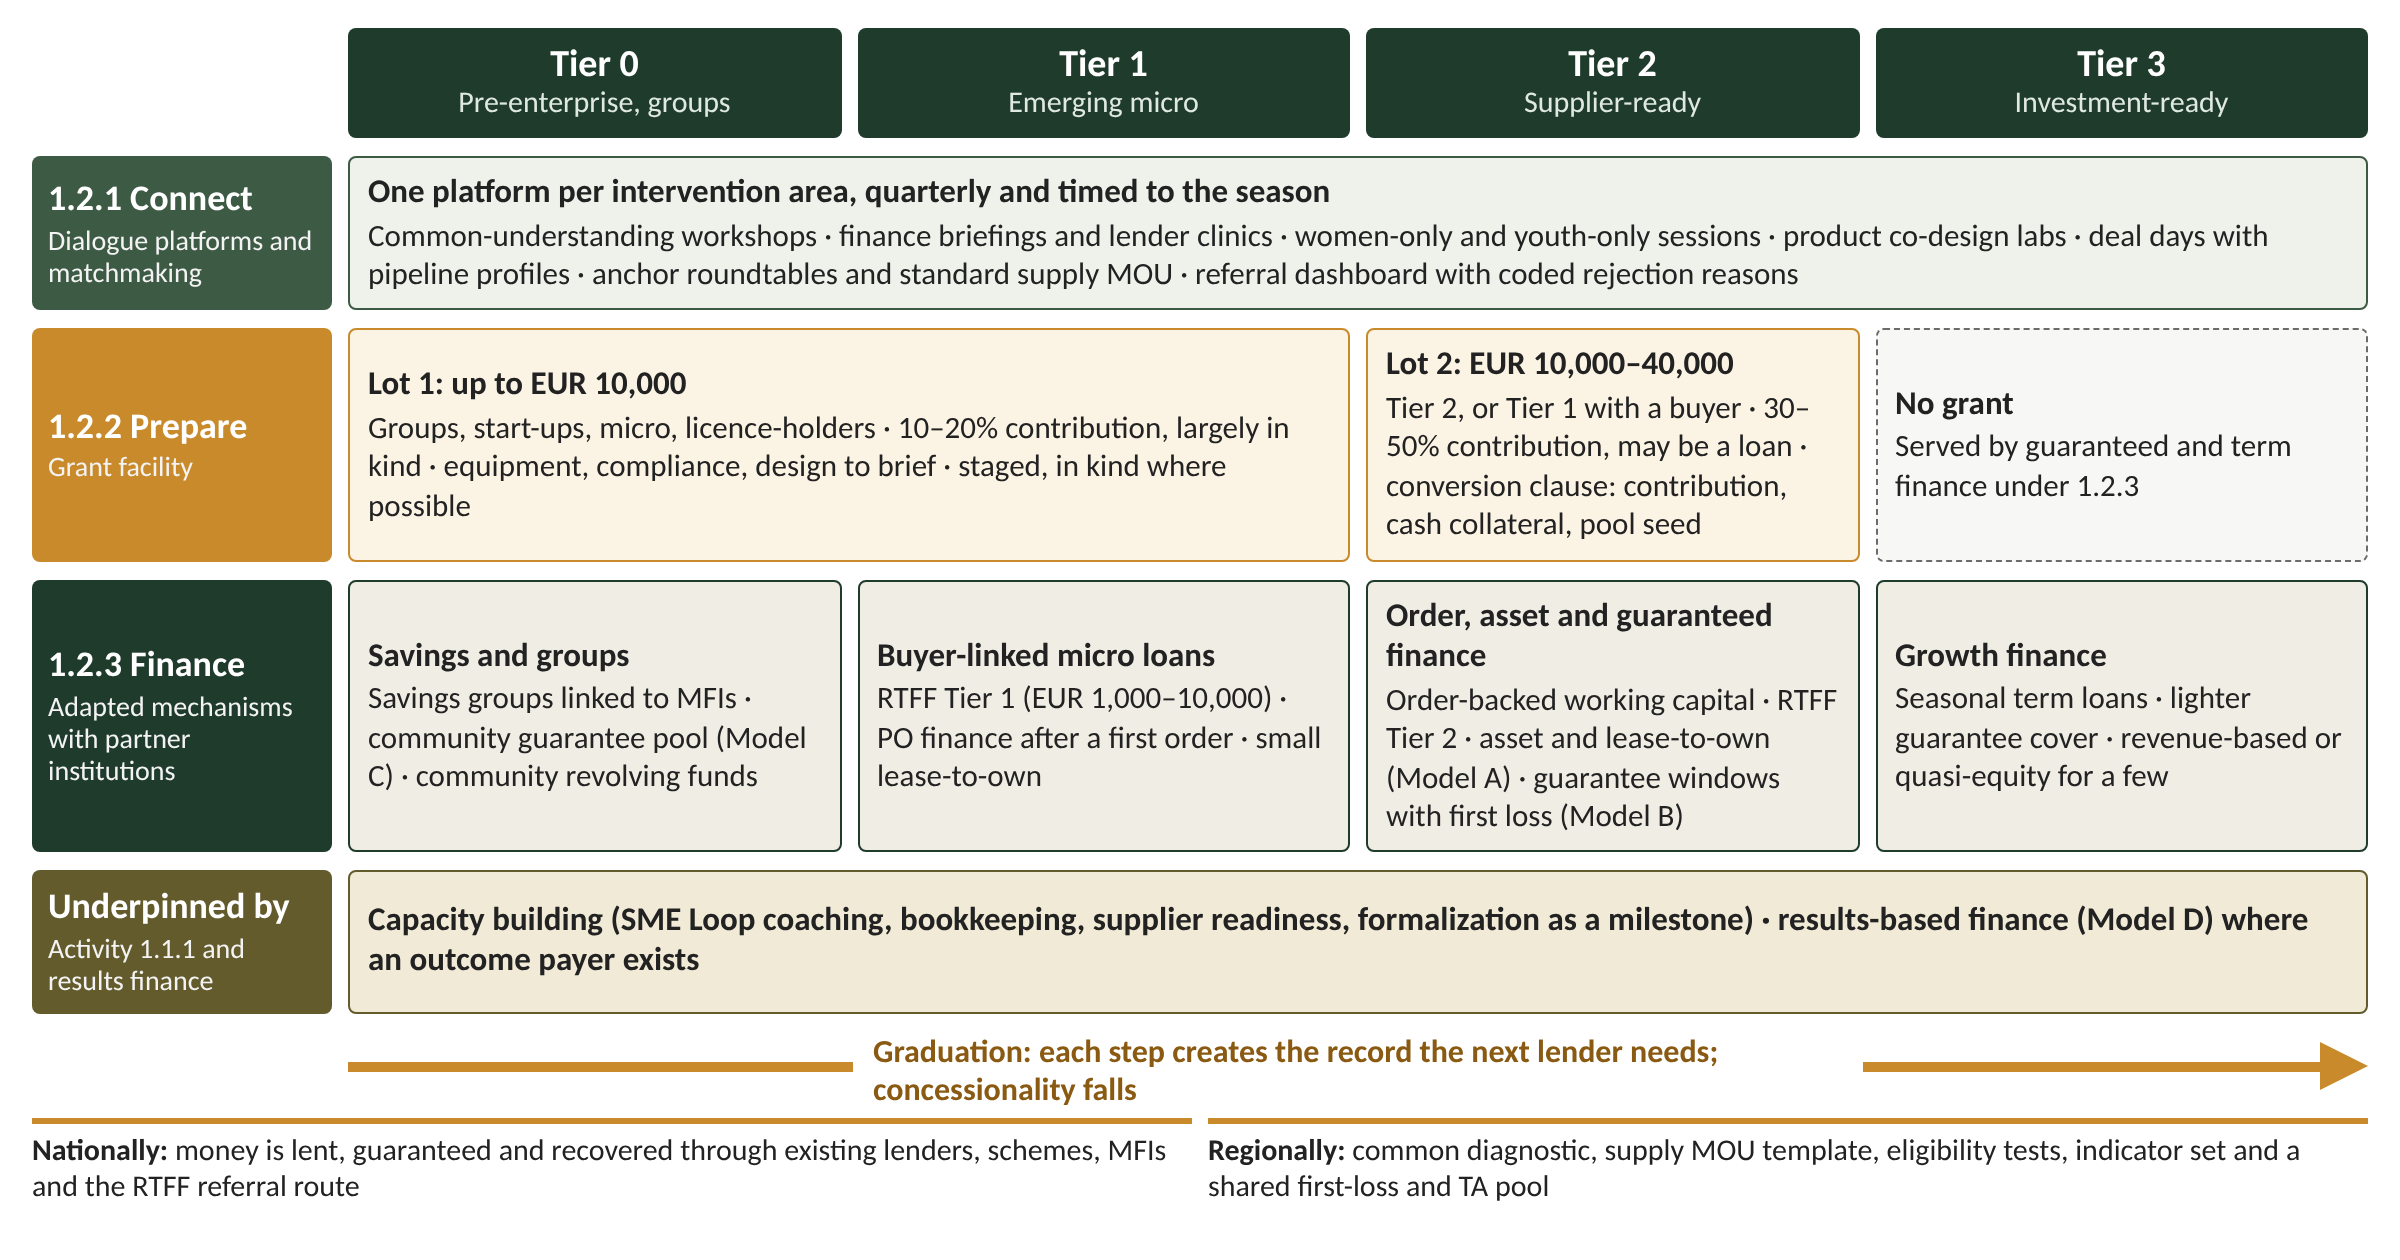 Tier 0
Pre-enterprise, groups
Tier 1
Emerging micro
Tier 2
Supplier-ready
Tier 3
Investment-ready
1.2.1 Connect
Dialogue platforms and
matchmaking
One platform per intervention area, quarterly and timed to the season
Common-understanding workshops · finance briefings and lender clinics · women-only and youth-only sessions · product co-design labs · deal days with
pipeline profiles · anchor roundtables and standard supply MOU · referral dashboard with coded rejection reasons
1.2.2 Prepare
Grant facility
Lot 1: up to EUR 10,000
Groups, start-ups, micro, licence-holders · 10–20% contribution, largely in
kind · equipment, compliance, design to brief · staged, in kind where
possible
Lot 2: EUR 10,000–40,000
Tier 2, or Tier 1 with a buyer · 30–
50% contribution, may be a loan ·
conversion clause: contribution,
cash collateral, pool seed
No grant
Served by guaranteed and term
finance under 1.2.3
1.2.3 Finance
Adapted mechanisms
with partner
institutions
Savings and groups
Savings groups linked to MFIs ·
community guarantee pool (Model
C) · community revolving funds
Buyer-linked micro loans
RTFF Tier 1 (EUR 1,000–10,000) ·
PO finance after a first order · small
lease-to-own
Order, asset and guaranteed
finance
Order-backed working capital · RTFF
Tier 2 · asset and lease-to-own
(Model A) · guarantee windows
with first loss (Model B)
Growth finance
Seasonal term loans · lighter
guarantee cover · revenue-based or
quasi-equity for a few
Underpinned by
Activity 1.1.1 and
results finance
Capacity building (SME Loop coaching, bookkeeping, supplier readiness, formalization as a milestone) · results-based finance (Model D) where
an outcome payer exists
Graduation: each step creates the record the next lender needs;
concessionality falls
Nationally: money is lent, guaranteed and recovered through existing lenders, schemes, MFIs
and the RTFF referral route
Regionally: common diagnostic, supply MOU template, eligibility tests, indicator set and a
shared first-loss and TA pool